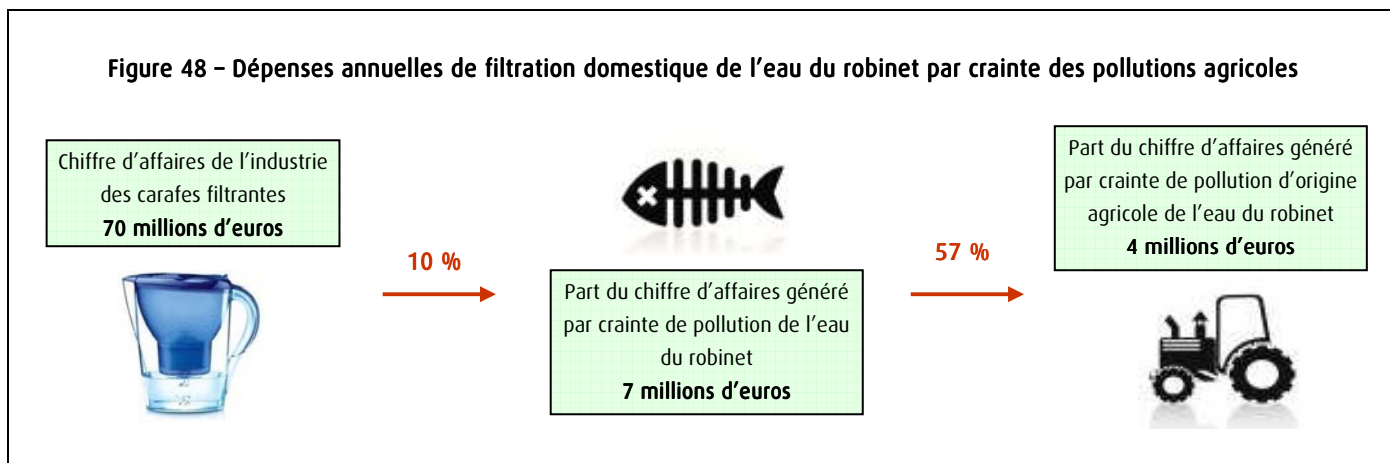 Figure 48 – Dépenses annuelles de filtration domestique de l'eau du robinet par crainte des pollutions agricoles
Chiffre d'affaires de l'industrie
des carafes filtrantes
70 millions d'euros
10 %
Part du chiffre d'affaires généré
par crainte de pollution de l'eau
du robinet
7 millions d'euros
57 %
Part du chiffre d'affaires généré
par crainte de pollution d'origine
agricole de l'eau du robinet
4 millions d'euros